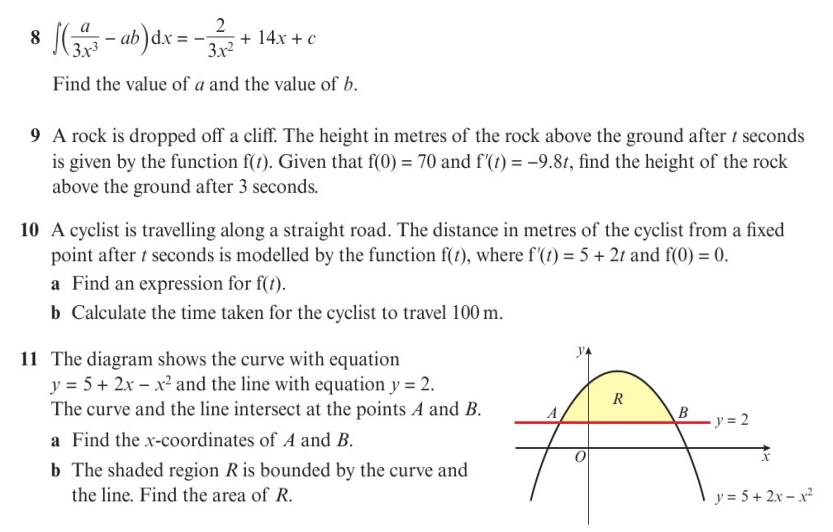 8 ∫(a/3x³ – ab)dx = –2/3x² + 14x + c
Find the value of a and the value of b.
9 A rock is dropped off a cliff. The height in metres of the rock above the ground after t seconds
is given by the function f(t). Given that f(0) = 70 and f′(t) = –9.8t, find the height of the rock
above the ground after 3 seconds.
10 A cyclist is travelling along a straight road. The distance in metres of the cyclist from a fixed
point after t seconds is modelled by the function f(t), where f′(t) = 5 + 2t and f(0) = 0.
a Find an expression for f(t).
b Calculate the time taken for the cyclist to travel 100 m.
11 The diagram shows the curve with equation
y = 5 + 2x – x² and the line with equation y = 2.
The curve and the line intersect at the points A and B.
a Find the x-coordinates of A and B.
b The shaded region R is bounded by the curve and
the line. Find the area of R.
y
R
A
B
y = 2
O
x
y = 5 + 2x – x²